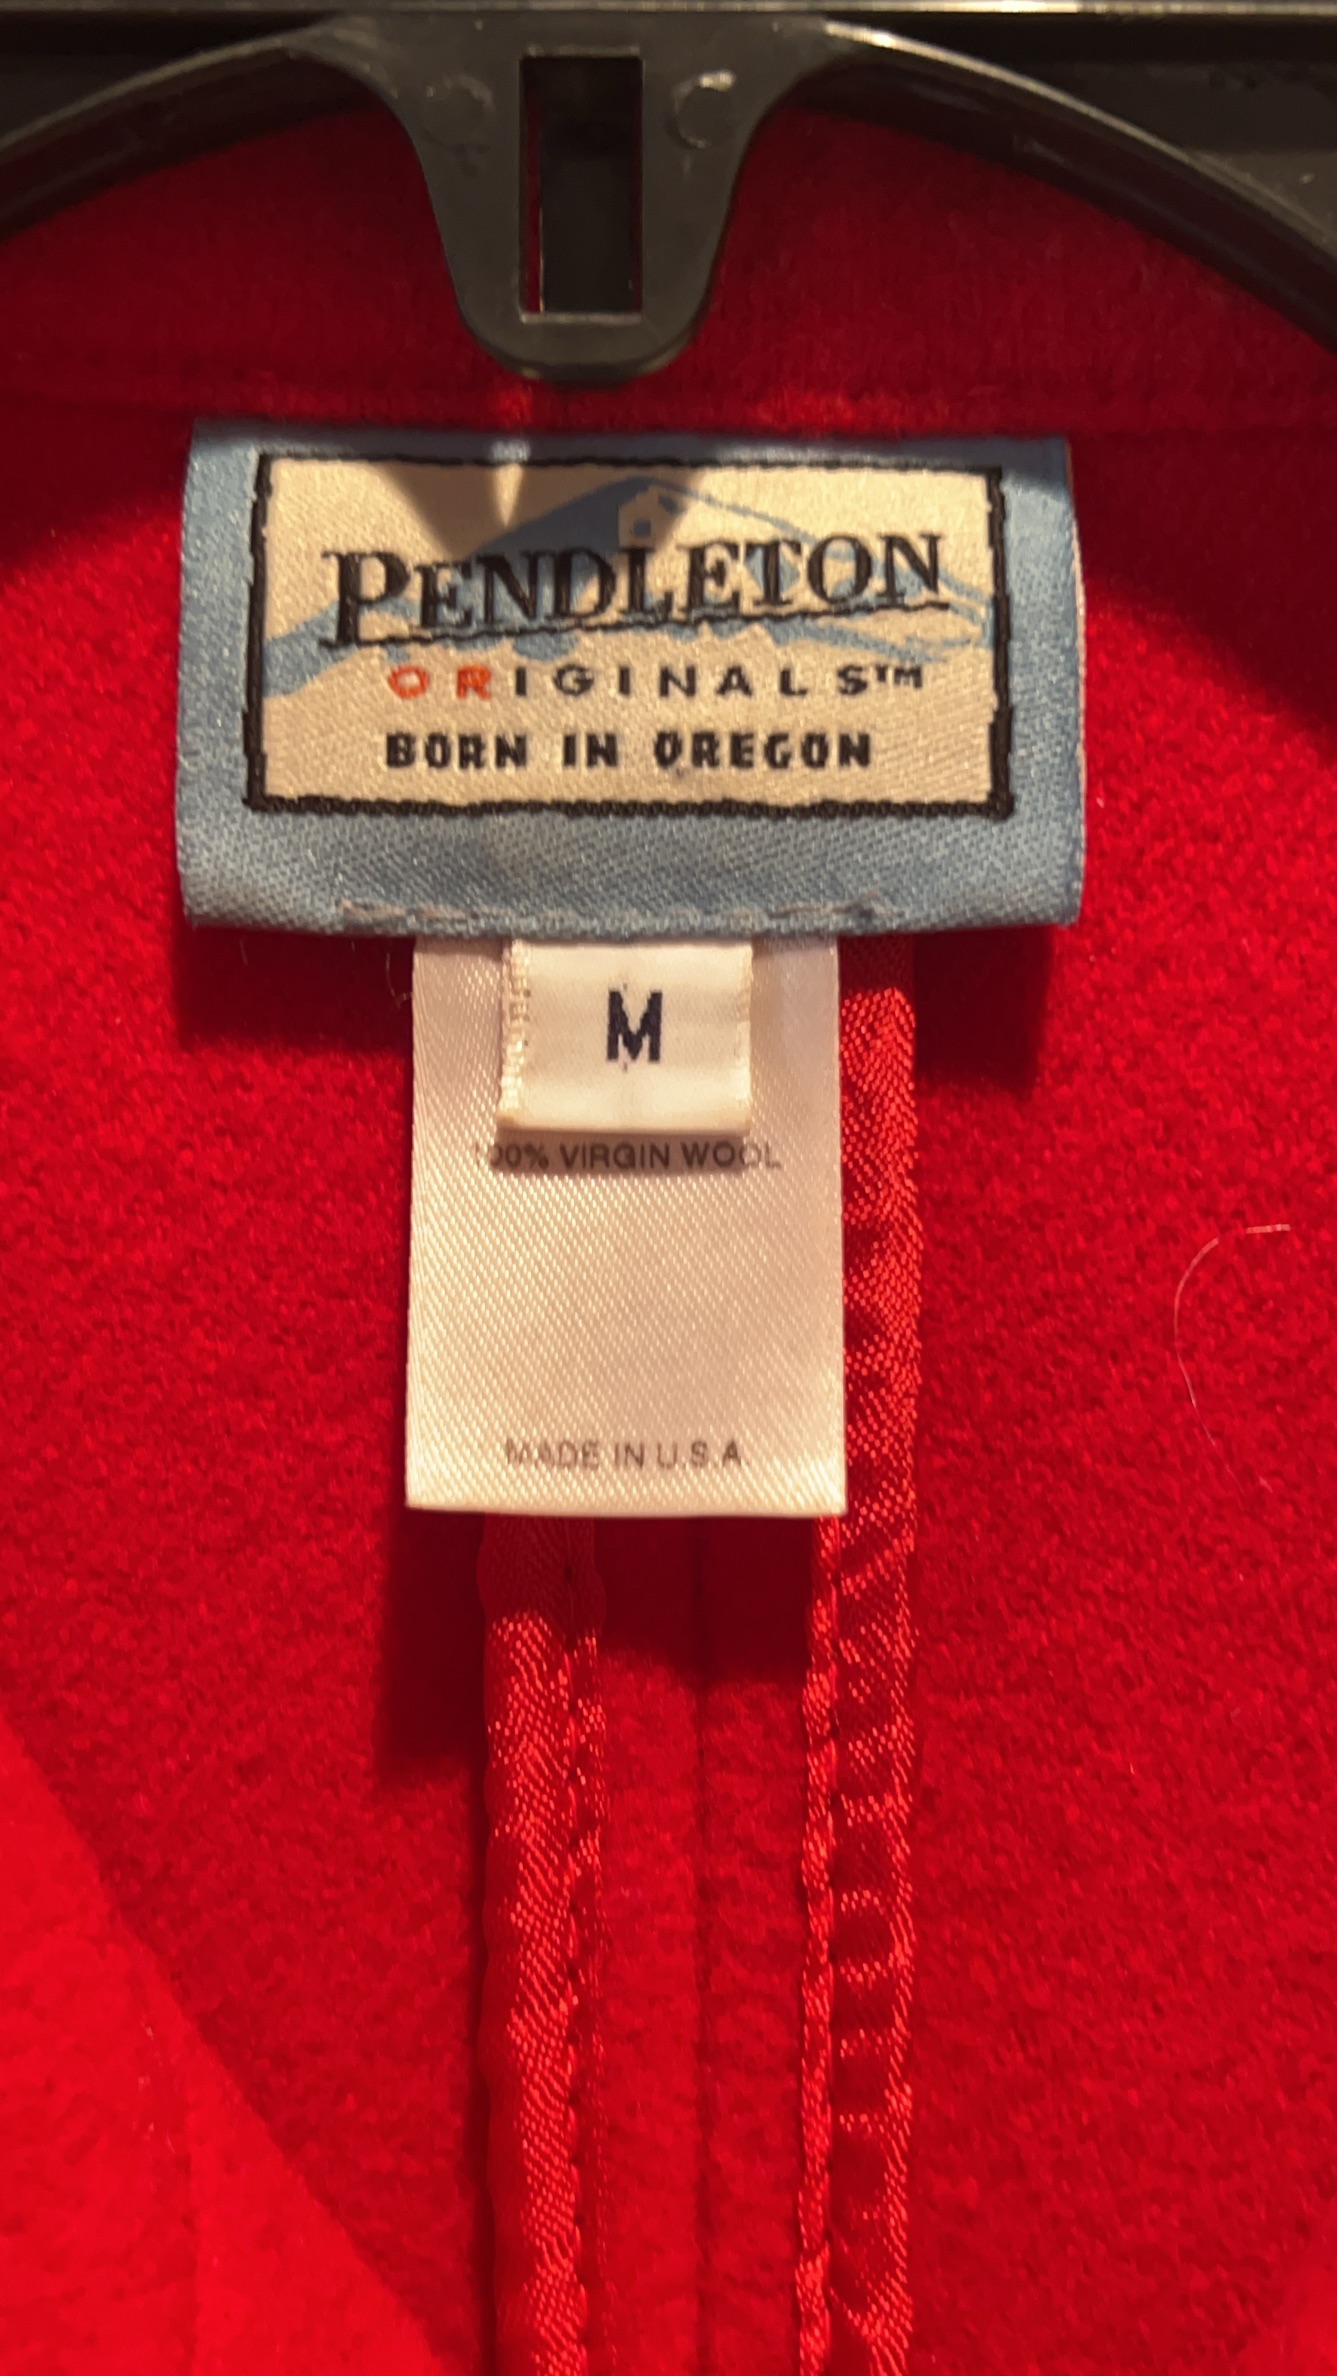 PENDLETON
ORIGINALS™
BORN IN OREGON
M
100% VIRGIN WOOL
MADE IN U.S.A.